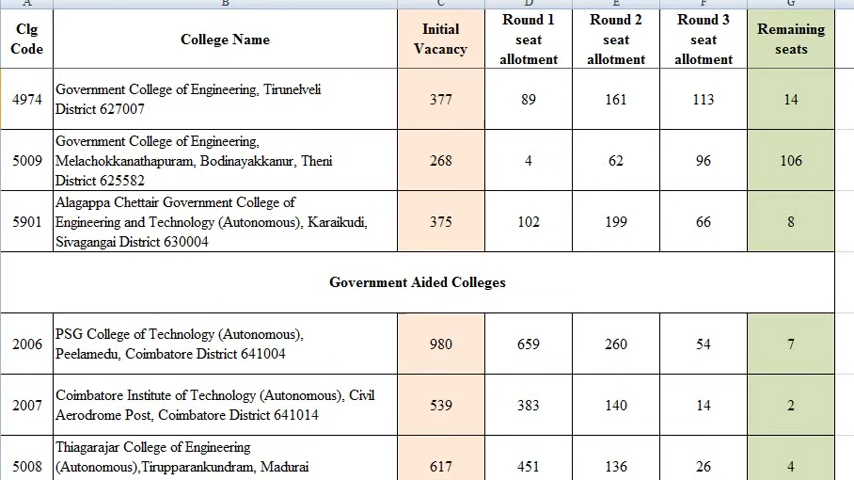 A B C D E F G
Clg Code College Name Initial Vacancy Round 1 seat allotment Round 2 seat allotment Round 3 seat allotment Remaining seats
4974 Government College of Engineering, Tirunelveli District 627007 377 89 161 113 14
5009 Government College of Engineering, Melachokkanathapuram, Bodinayakkanur, Theni District 625582 268 4 62 96 106
5901 Alagappa Chettair Government College of Engineering and Technology (Autonomous), Karaikudi, Sivagangai District 630004 375 102 199 66 8
Government Aided Colleges
2006 PSG College of Technology (Autonomous), Peelamedu, Coimbatore District 641004 980 659 260 54 7
2007 Coimbatore Institute of Technology (Autonomous), Civil Aerodrome Post, Coimbatore District 641014 539 383 140 14 2
5008 Thiagarajar College of Engineering (Autonomous),Tirupparankundram, Madurai 617 451 136 26 4